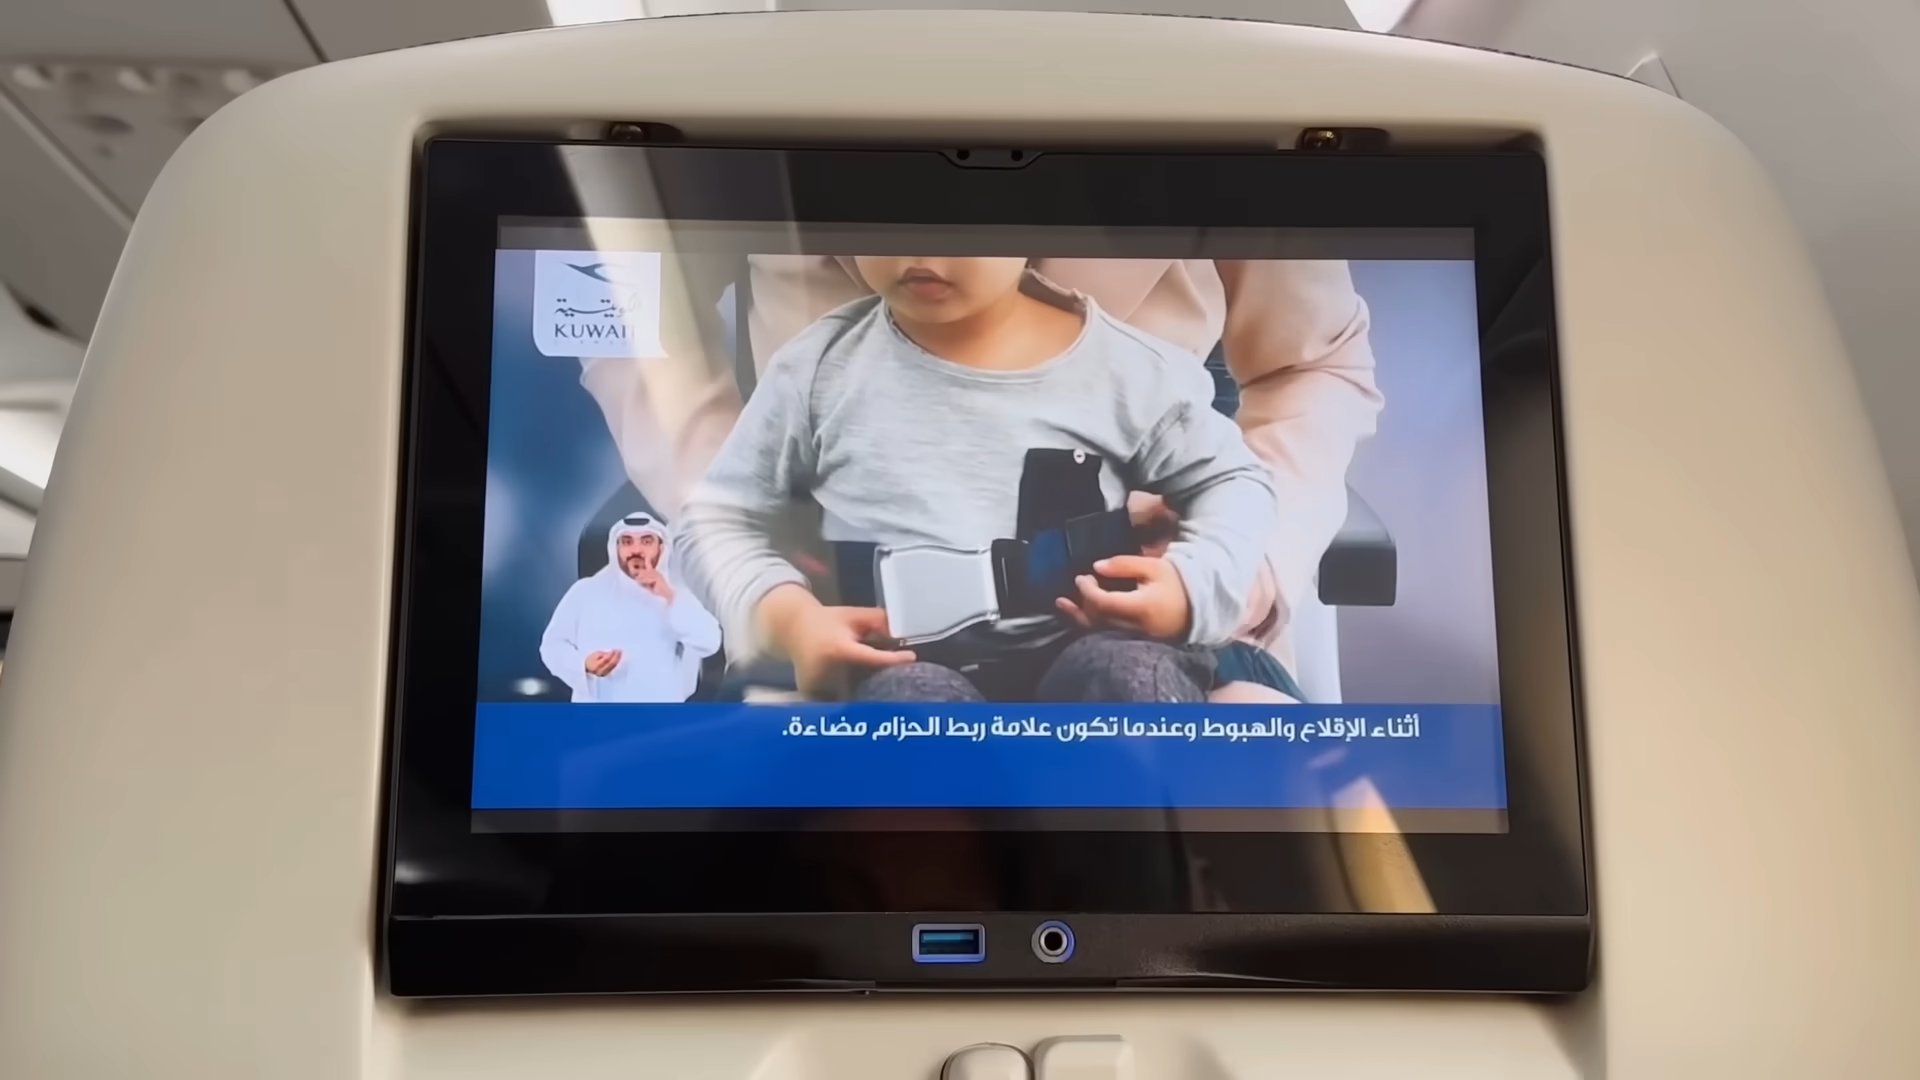 الكويتية
KUWAIT
أثناء الإقلاع والهبوط وعندما تكون علامة ربط الحزام مضاءة.